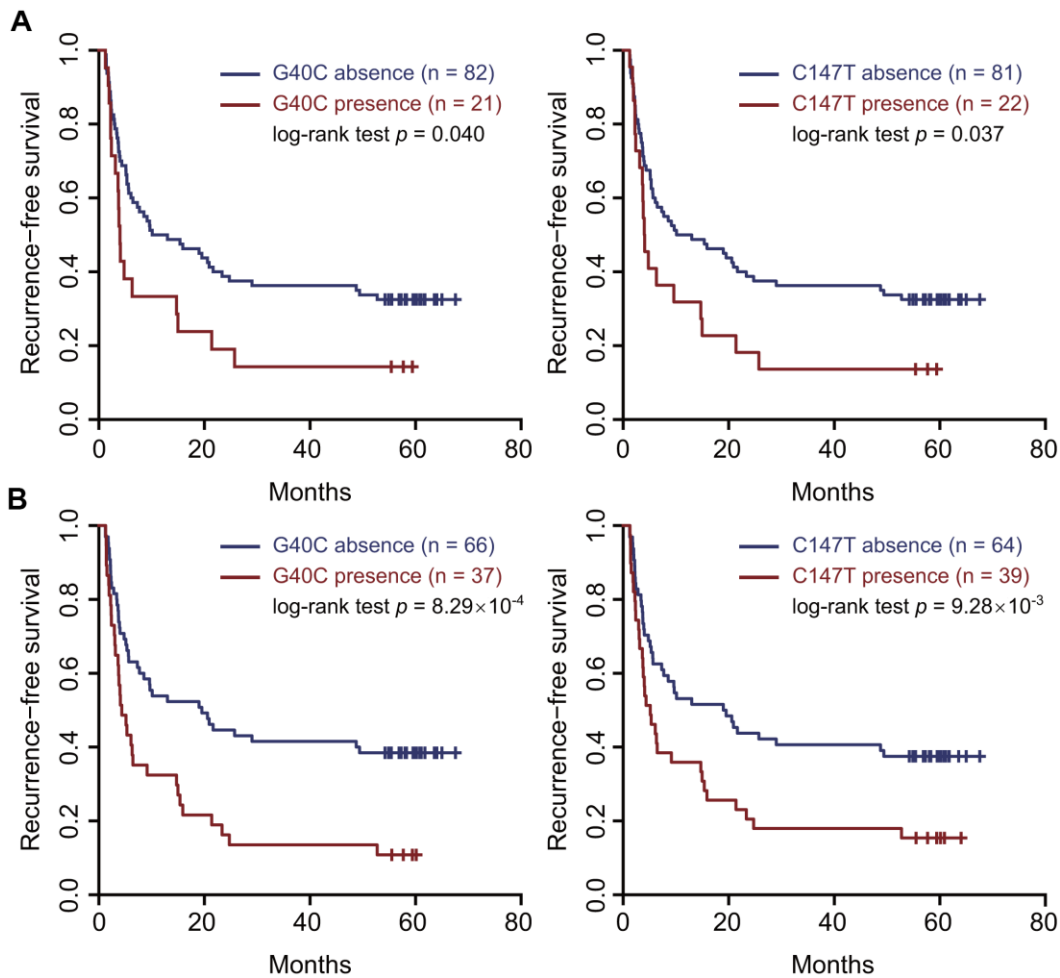 A
Recurrence−free survival
1.0
0.8
0.6
0.4
0.2
0.0
G40C absence (n = 82)
G40C presence (n = 21)
log-rank test p = 0.040
0 20 40 60 80
Months
Recurrence−free survival
1.0
0.8
0.6
0.4
0.2
0.0
C147T absence (n = 81)
C147T presence (n = 22)
log-rank test p = 0.037
0 20 40 60 80
Months
B
Recurrence−free survival
1.0
0.8
0.6
0.4
0.2
0.0
G40C absence (n = 66)
G40C presence (n = 37)
log-rank test p = 8.29×10⁻⁴
0 20 40 60 80
Months
Recurrence−free survival
1.0
0.8
0.6
0.4
0.2
0.0
C147T absence (n = 64)
C147T presence (n = 39)
log-rank test p = 9.28×10⁻³
0 20 40 60 80
Months